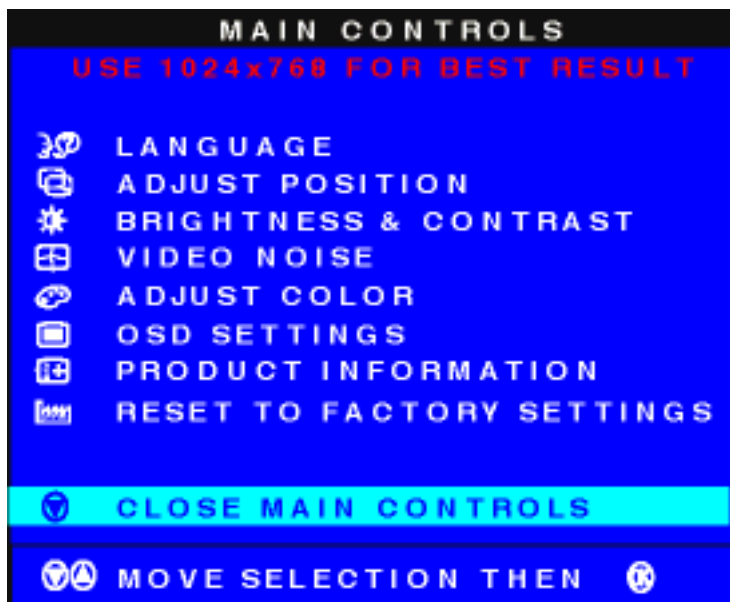 MAIN CONTROLS
USE 1024x768 FOR BEST RESULT
LANGUAGE
ADJUST POSITION
BRIGHTNESS & CONTRAST
VIDEO NOISE
ADJUST COLOR
OSD SETTINGS
PRODUCT INFORMATION
RESET TO FACTORY SETTINGS
CLOSE MAIN CONTROLS
MOVE SELECTION THEN OK